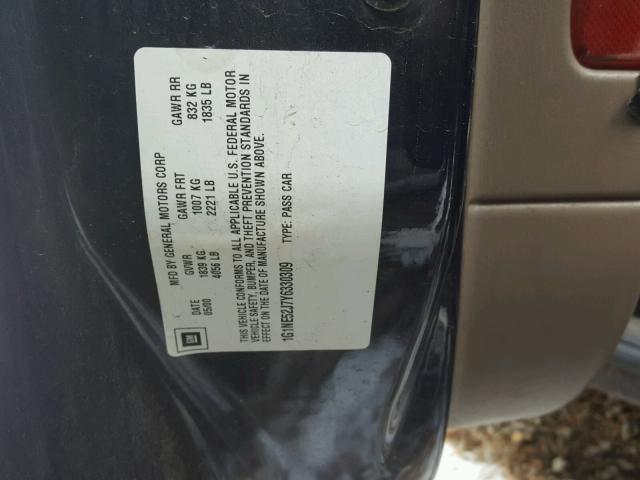 MFD BY GENERAL MOTORS CORP
DATE GVWR GAWR FRT GAWR RR
05/00 1839 KG 1007 KG 832 KG
4056 LB 2221 LB 1835 LB
THIS VEHICLE CONFORMS TO ALL APPLICABLE U.S. FEDERAL MOTOR
VEHICLE SAFETY, BUMPER, AND THEFT PREVENTION STANDARDS IN
EFFECT ON THE DATE OF MANUFACTURE SHOWN ABOVE.
1G1NE52J7Y6330309 TYPE: PASS CAR
GM